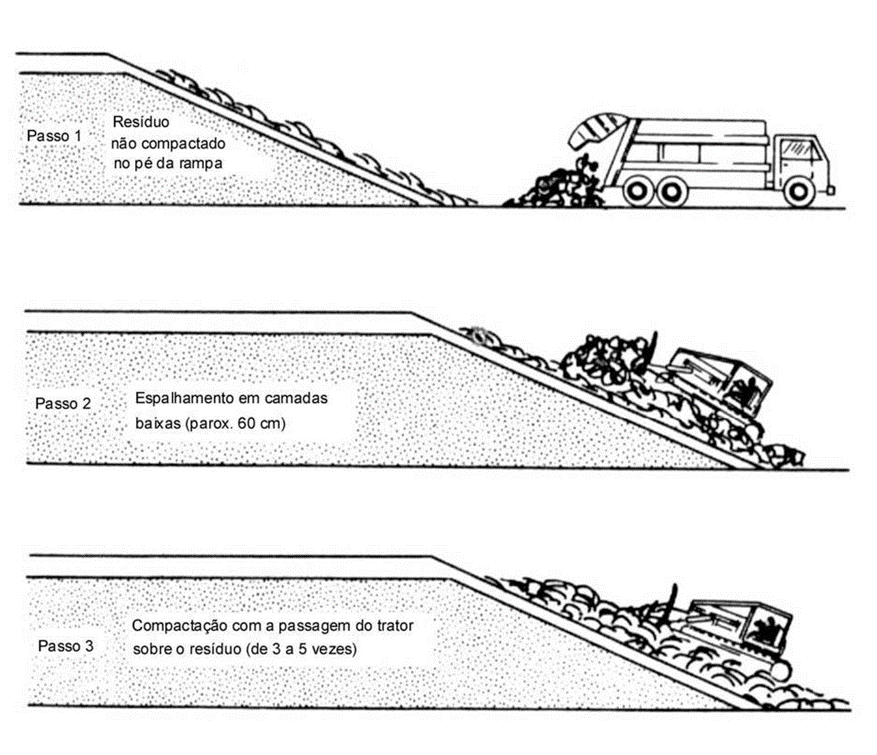 Passo 1
Resíduo
não compactado
no pé da rampa
Passo 2
Espalhamento em camadas
baixas (parox. 60 cm)
Passo 3
Compactação com a passagem do trator
sobre o resíduo (de 3 a 5 vezes)